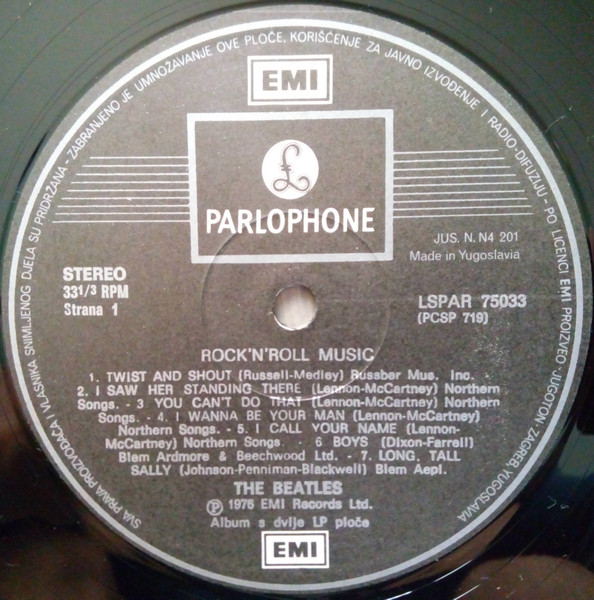 SVA PRAVA PROIZVOĐAČA I VLASNIKA SNIMLJENOG DJELA SU PRIDRŽANA - ZABRANJENO JE UMNOŽAVANJE OVE PLOČE, KORIŠĆENJE ZA JAVNO IZVOĐENJE I RADIO-DIFUZIJU - PO LICENCI EMI PROIZVEO JUGOTON-ZAGREB, YUGOSLAVIA
EMI
£
PARLOPHONE
JUS. N. N4 201
Made in Yugoslavia
STEREO
33 1/3 RPM
Strana 1
LSPAR 75033
(PCSP 719)
ROCK'N'ROLL MUSIC
1. TWIST AND SHOUT (Russell-Medley) Rusaber Mus. Inc.
2. I SAW HER STANDING THERE (Lennon-McCartney) Northern
Songs. - 3 YOU CAN'T DO THAT (Lennon-McCartney) Northern
Songs. - 4. I WANNA BE YOUR MAN (Lennon-McCartney)
Northern Songs. - 5. I CALL YOUR NAME (Lennon-
McCartney) Northern Songs. - 6 BOYS (Dixon-Farrell)
Blem Ardmore & Beechwood Ltd. - 7. LONG, TALL
SALLY (Johnson-Penniman-Blackwell) Blem Aepl.
THE BEATLES
Ⓟ 1976 EMI Records Ltd.
Album s dvije LP ploče
EMI